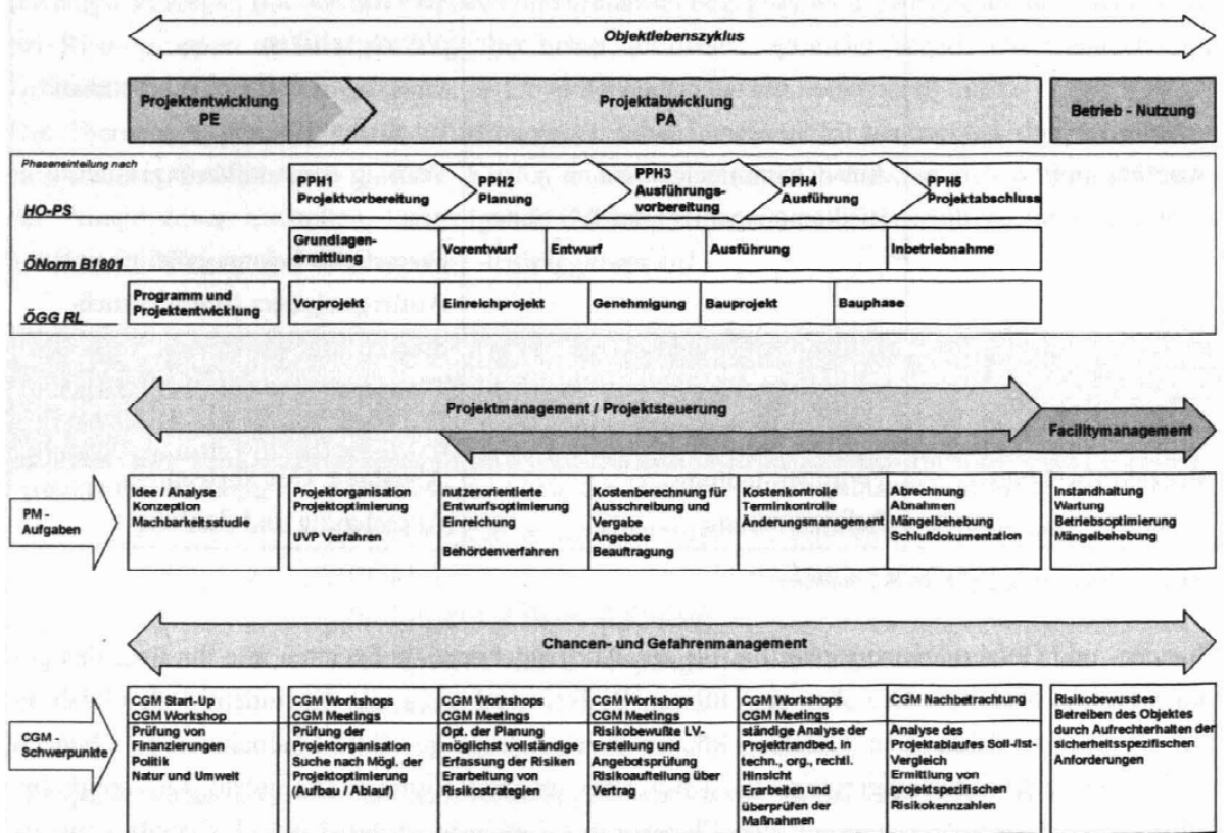 Objektlebenszyklus
Projektentwicklung
PE
Projektabwicklung
PA
Betrieb - Nutzung
Phaseneinteilung nach
HO-PS
PPH1
Projektvorbereitung
PPH2
Planung
PPH3
Ausführungs-
vorbereitung
PPH4
Ausführung
PPH5
Projektabschluss
ÖNorm B1801
Grundlagen-
ermittlung
Vorentwurf
Entwurf
Ausführung
Inbetriebnahme
ÖGG RL
Programm und
Projektentwicklung
Vorprojekt
Einreichprojekt
Genehmigung
Bauprojekt
Bauphase
Projektmanagement / Projektsteuerung
Facilitymanagement
PM -
Aufgaben
Idee / Analyse
Konzeption
Machbarkeitsstudie
Projektorganisation
Projektoptimierung
UVP Verfahren
nutzerorientierte
Entwurfs-optimierung
Einreichung
Behördenverfahren
Kostenberechnung für
Ausschreibung und
Vergabe
Angebote
Beauftragung
Kostenkontrolle
Terminkontrolle
Änderungsmanagement
Abrechnung
Abnahmen
Mängelbehebung
Schlußdokumentation
Instandhaltung
Wartung
Betriebsoptimierung
Mängelbehebung
Chancen- und Gefahrenmanagement
CGM -
Schwerpunkte
CGM Start-Up
CGM Workshop
Prüfung von
Finanzierungen
Politik
Natur und Umwelt
CGM Workshops
CGM Meetings
Prüfung der
Projektorganisation
Suche nach Mögl. der
Projektoptimierung
(Aufbau / Ablauf)
CGM Workshops
CGM Meetings
Opt. der Planung
möglichst vollständige
Erfassung der Risiken
Erarbeitung von
Risikostrategien
CGM Workshops
CGM Meetings
Risikobewußte LV-
Erstellung und
Angebotsprüfung
Risikoaufteilung über
Vertrag
CGM Workshops
CGM Meetings
ständige Analyse der
Projektrisiken, d.h. in
techn., org., rechtl.
Hinsicht
Erarbeiten und
überprüfen der
Maßnahmen
CGM Nachbetrachtung
Analyse des
Projektablaufes Soll-/Ist-
Vergleich
Ermittlung von
projektspezifischen
Risikokennzahlen
Risikobewusstes
Betreiben des Objektes
durch Aufrechterhalten der
sicherheitsspezifischen
Anforderungen